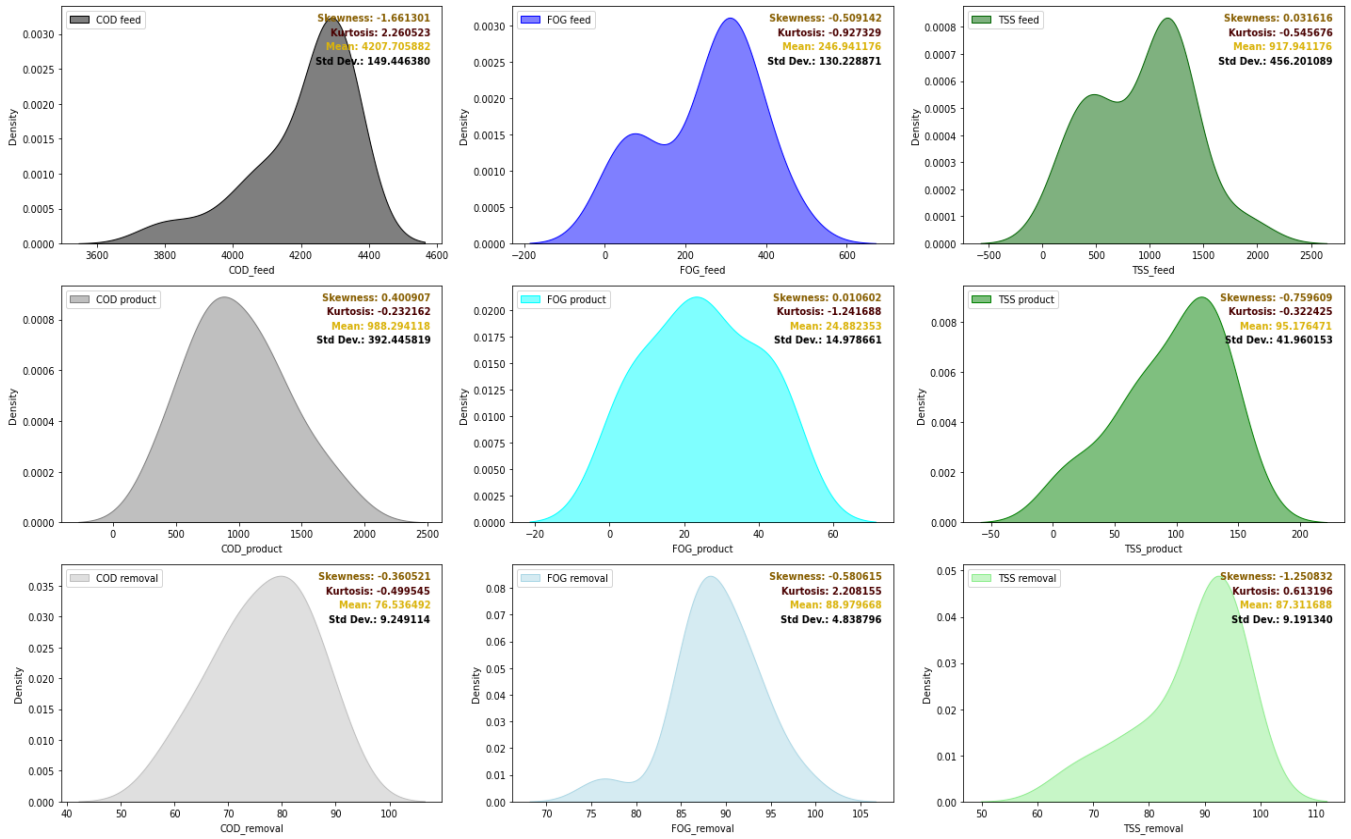 COD feed
Skewness: -1.661301
Kurtosis: 2.260523
Mean: 4207.705882
Std Dev.: 149.446380
Density
0.0030
0.0025
0.0020
0.0015
0.0010
0.0005
0.0000
3600 3800 4000 4200 4400 4600
COD_feed
FOG feed
Skewness: -0.509142
Kurtosis: -0.927329
Mean: 246.941176
Std Dev.: 130.228871
Density
0.0030
0.0025
0.0020
0.0015
0.0010
0.0005
0.0000
−200 0 200 400 600
FOG_feed
TSS feed
Skewness: 0.031616
Kurtosis: -0.545676
Mean: 917.941176
Std Dev.: 456.201089
Density
0.0008
0.0007
0.0006
0.0005
0.0004
0.0003
0.0002
0.0001
0.0000
−500 0 500 1000 1500 2000 2500
TSS_feed
COD product
Skewness: 0.400907
Kurtosis: -0.232162
Mean: 988.294118
Std Dev.: 392.445819
Density
0.0008
0.0006
0.0004
0.0002
0.0000
0 500 1000 1500 2000 2500
COD_product
FOG product
Skewness: 0.010602
Kurtosis: -1.241688
Mean: 24.882353
Std Dev.: 14.978661
Density
0.0200
0.0175
0.0150
0.0125
0.0100
0.0075
0.0050
0.0025
0.0000
−20 0 20 40 60
FOG_product
TSS product
Skewness: -0.759609
Kurtosis: -0.322425
Mean: 95.176471
Std Dev.: 41.960153
Density
0.008
0.006
0.004
0.002
0.000
−50 0 50 100 150 200
TSS_product
COD removal
Skewness: -0.360521
Kurtosis: -0.499545
Mean: 76.536492
Std Dev.: 9.249114
Density
0.035
0.030
0.025
0.020
0.015
0.010
0.005
0.000
40 50 60 70 80 90 100
COD_removal
FOG removal
Skewness: -0.580615
Kurtosis: 2.208155
Mean: 88.979668
Std Dev.: 4.838796
Density
0.08
0.07
0.06
0.05
0.04
0.03
0.02
0.01
0.00
70 75 80 85 90 95 100 105
FOG_removal
TSS removal
Skewness: -1.250832
Kurtosis: 0.613196
Mean: 87.311688
Std Dev.: 9.191340
Density
0.05
0.04
0.03
0.02
0.01
0.00
50 60 70 80 90 100 110
TSS_removal